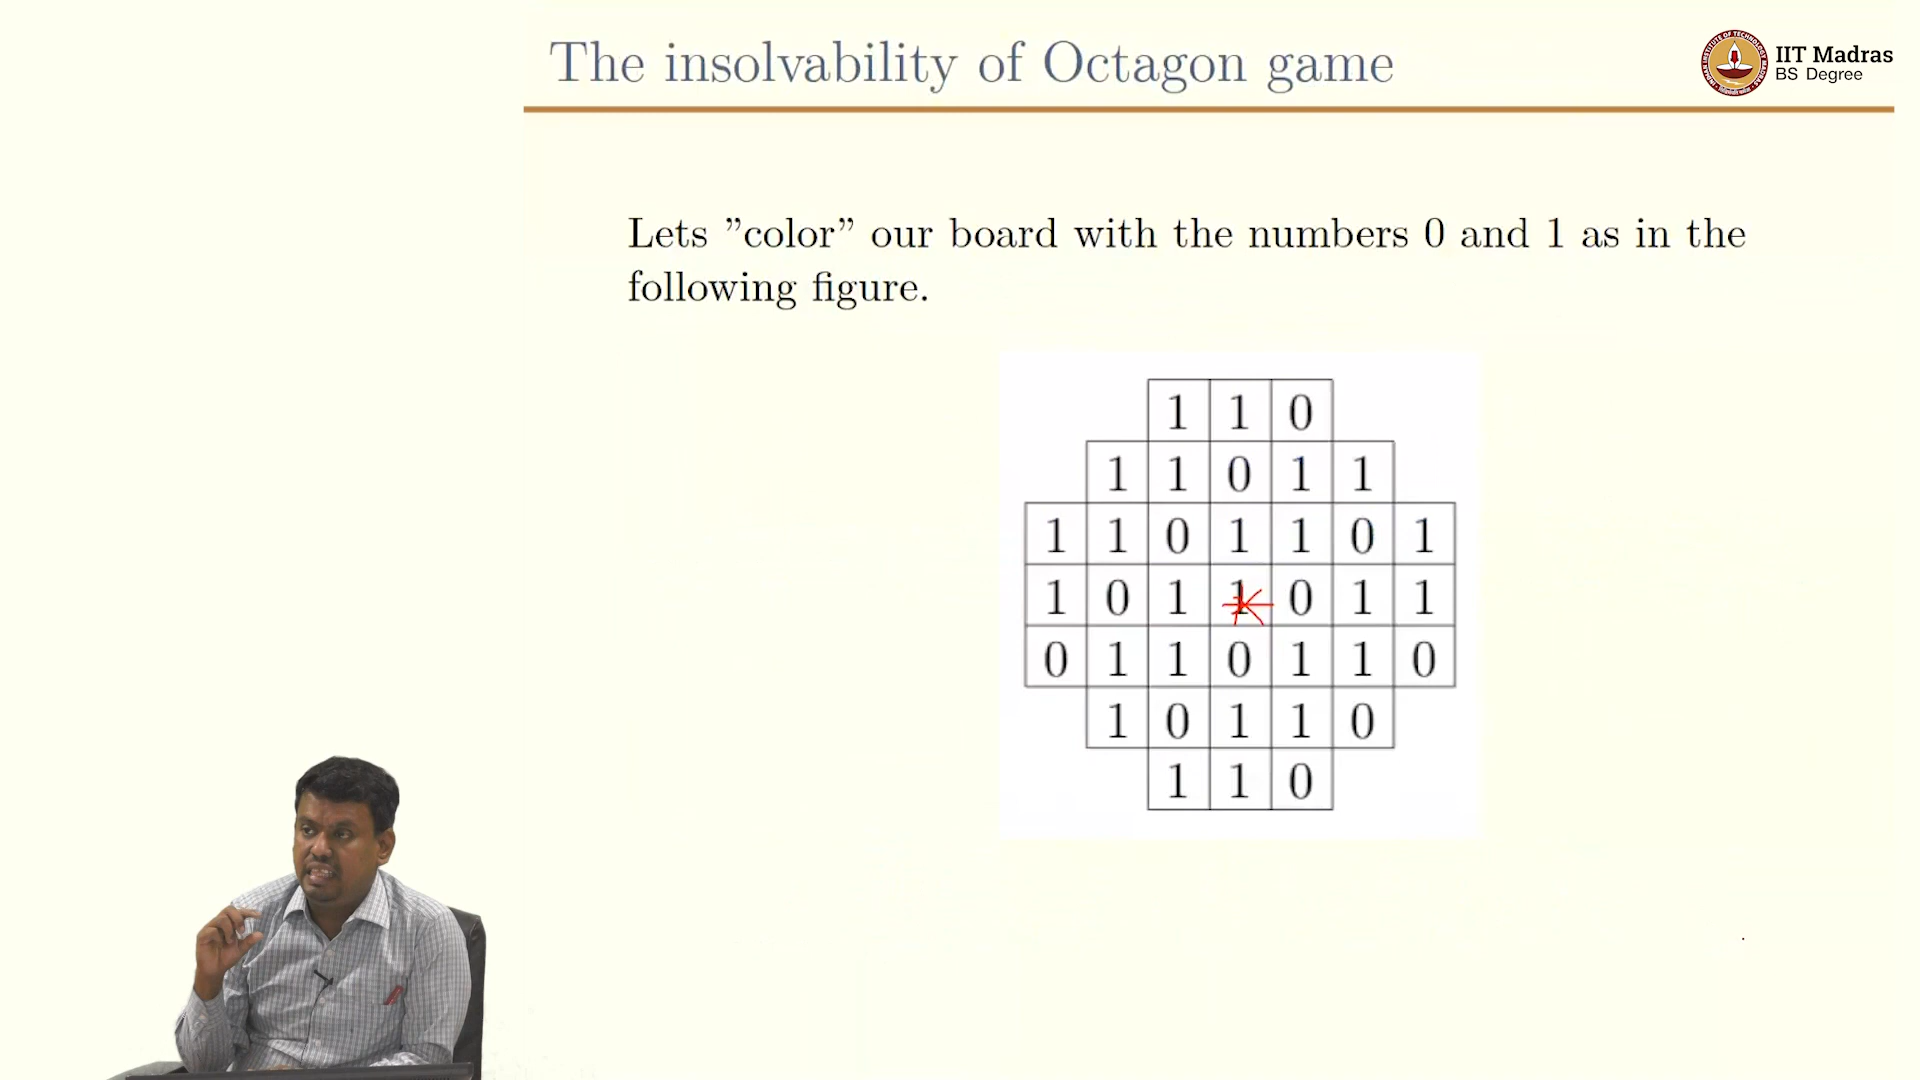 The insolvability of Octagon game
IIT Madras
BS Degree
Lets "color" our board with the numbers 0 and 1 as in the
following figure.
1 1 0
1 1 0 1 1
1 1 0 1 1 0 1
1 0 1 1 0 1 1
0 1 1 0 1 1 0
1 0 1 1 0
1 1 0